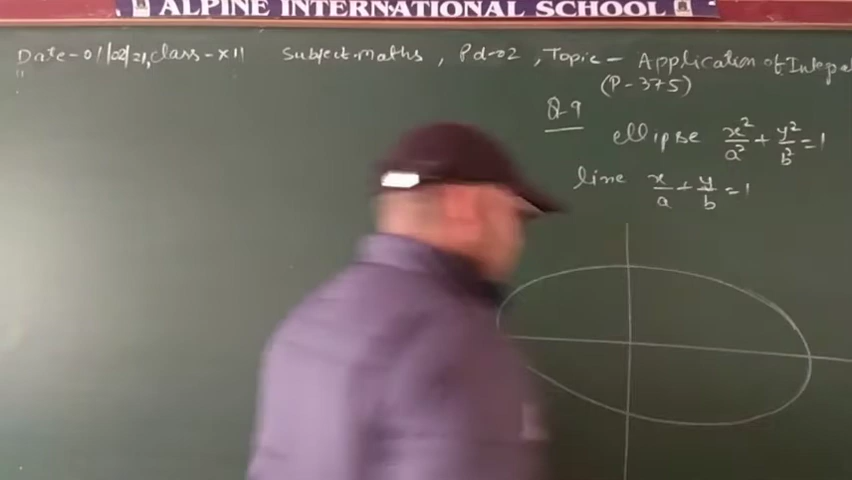 ALPINE INTERNATIONAL SCHOOL
Date-01/02/21, class-XII Subject-maths, Pd-02, Topic- Application of Integral
(P-375)
Q-9
ellipse x²/a² + y²/b² = 1
line x/a + y/b = 1